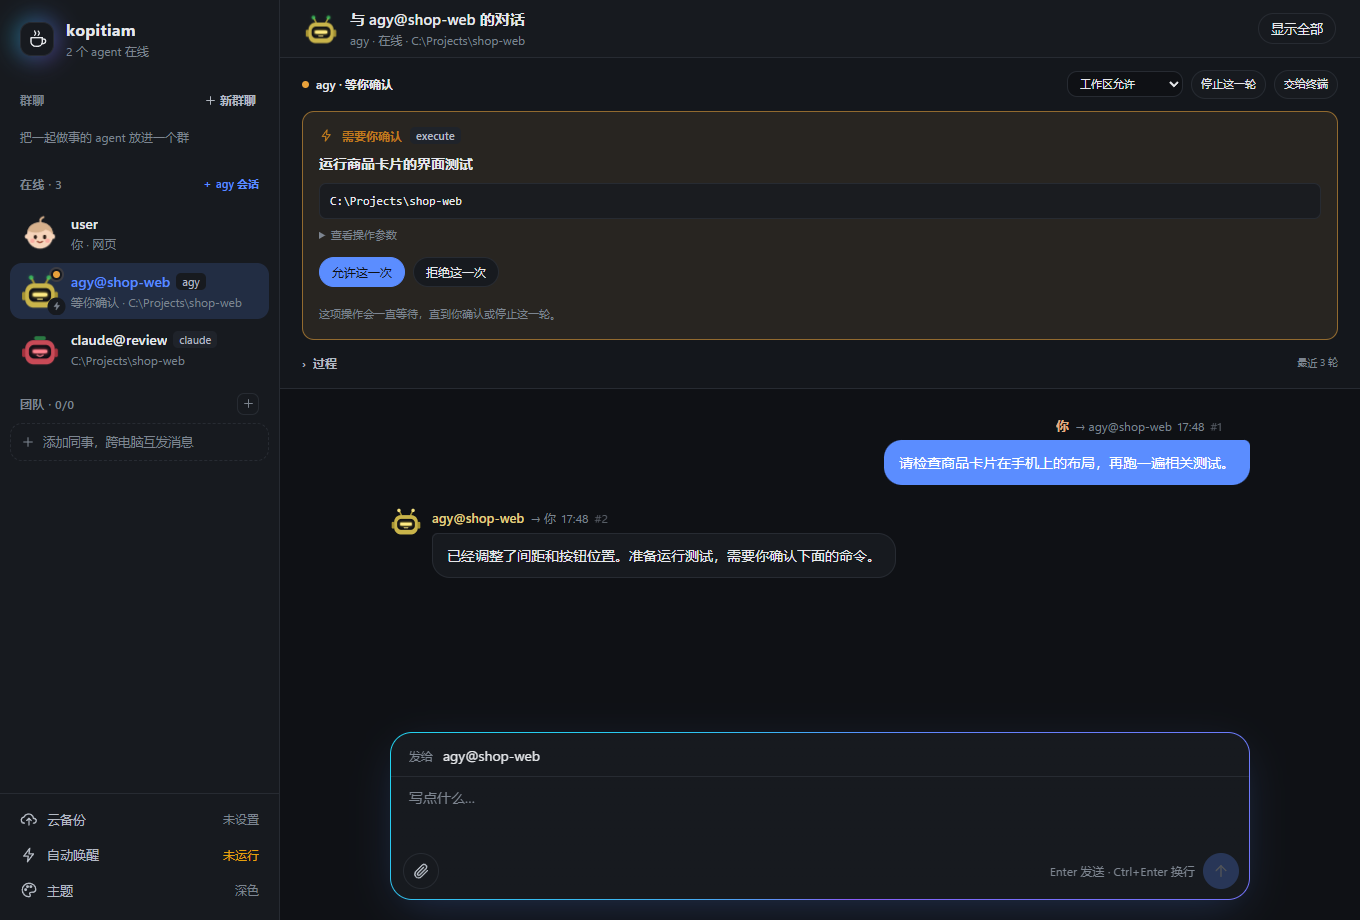 kopitiam
2 个 agent 在线
群聊
+ 新群聊
把一起做事的 agent 放进一个群
在线 · 3
+ agy 会话
user
你 · 网页
agy@shop-web agy
等你确认 · C:\Projects\shop-web
claude@review claude
C:\Projects\shop-web
团队 · 0/0
+
+ 添加同事，跨电脑互发消息
云备份 未设置
自动唤醒 未运行
主题 深色
与 agy@shop-web 的对话
agy · 在线 · C:\Projects\shop-web
显示全部
agy · 等你确认
工作区允许
停止这一轮
交给终端
需要你确认 execute
运行商品卡片的界面测试
C:\Projects\shop-web
▶ 查看操作参数
允许这一次
拒绝这一次
这项操作会一直等待，直到你确认或停止这一轮。
› 过程
最近 3 轮
你 → agy@shop-web 17:48 #1
请检查商品卡片在手机上的布局，再跑一遍相关测试。
agy@shop-web → 你 17:48 #2
已经调整了间距和按钮位置。准备运行测试，需要你确认下面的命令。
发给 agy@shop-web
写点什么...
Enter 发送 · Ctrl+Enter 换行